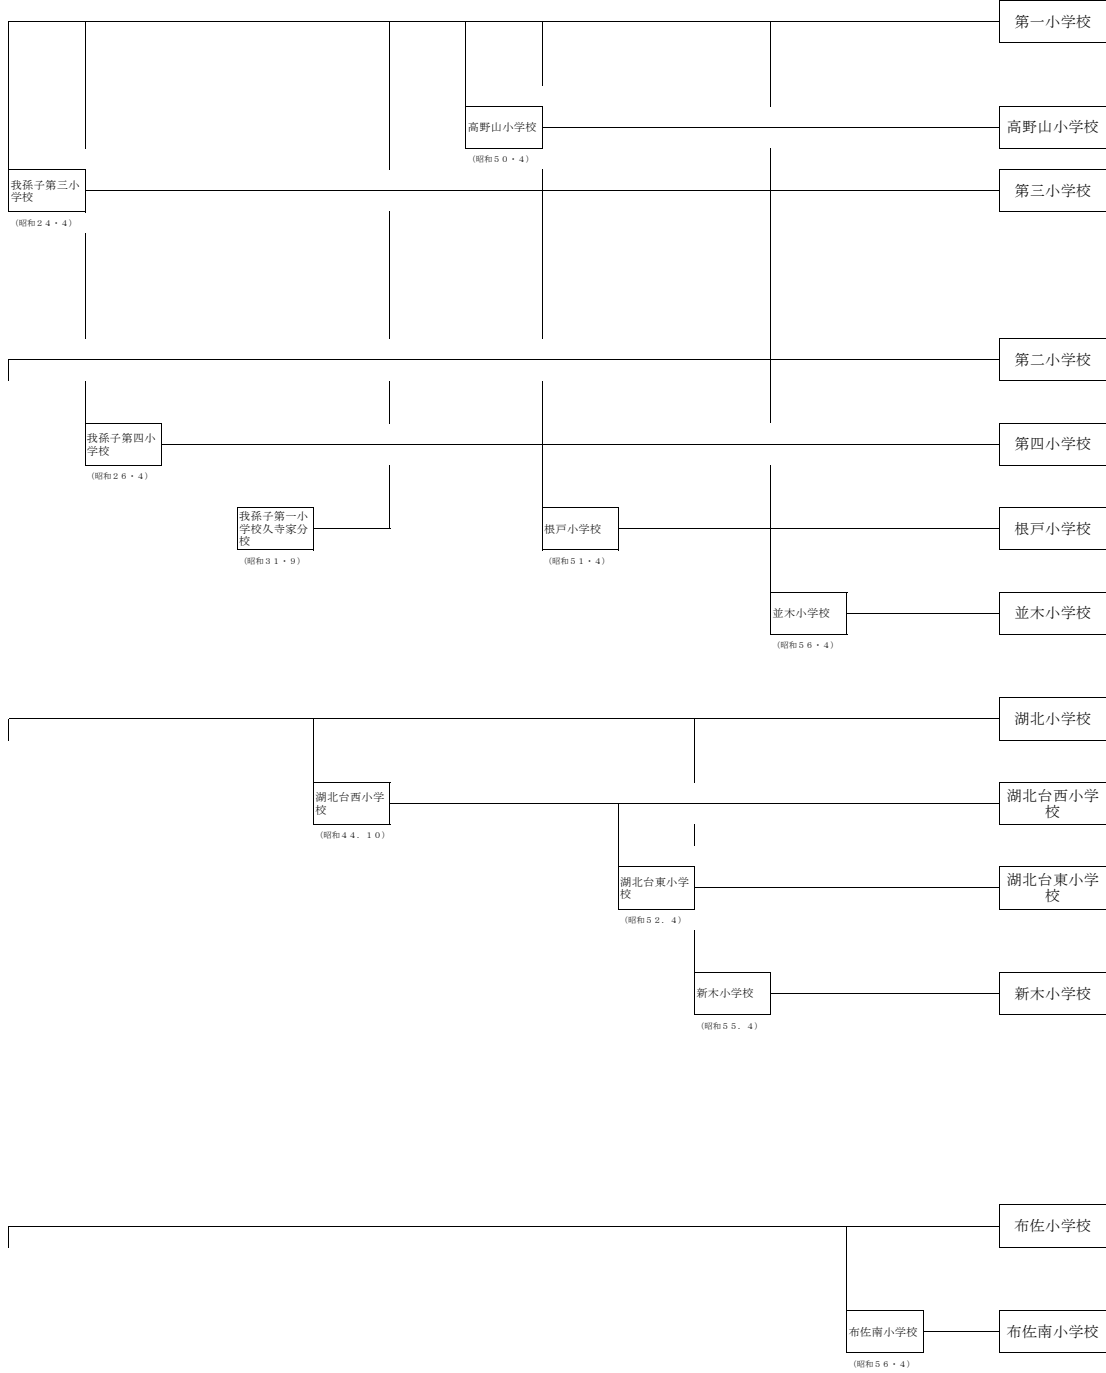 第一小学校
高野山小学校
高野山小学校
（昭和５０・４）
我孫子第三小
学校
第三小学校
（昭和２４・４）
第二小学校
我孫子第四小
学校
第四小学校
（昭和２６・４）
我孫子第一小
学校久寺家分
校
根戸小学校
根戸小学校
（昭和３１・９）
（昭和５１・４）
並木小学校
並木小学校
（昭和５６・４）
湖北小学校
湖北台西小学
校
湖北台西小学
校
（昭和４４．１０）
湖北台東小学
校
湖北台東小学
校
（昭和５２．４）
新木小学校
新木小学校
（昭和５５．４）
布佐小学校
布佐南小学校
布佐南小学校
（昭和５６・４）